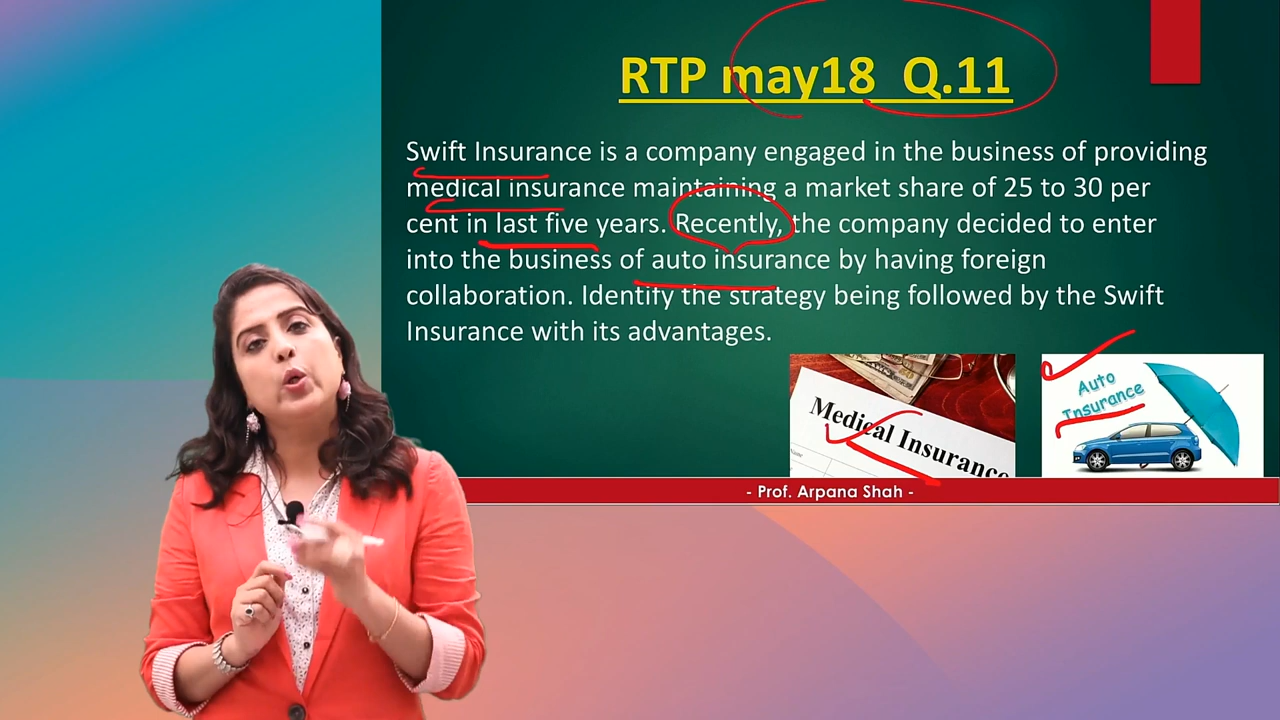 RTP may18 Q.11
Swift Insurance is a company engaged in the business of providing
medical insurance maintaining a market share of 25 to 30 per
cent in last five years. Recently, the company decided to enter
into the business of auto insurance by having foreign
collaboration. Identify the strategy being followed by the Swift
Insurance with its advantages.
Medical Insurance
Auto
Insurance
- Prof. Arpana Shah -